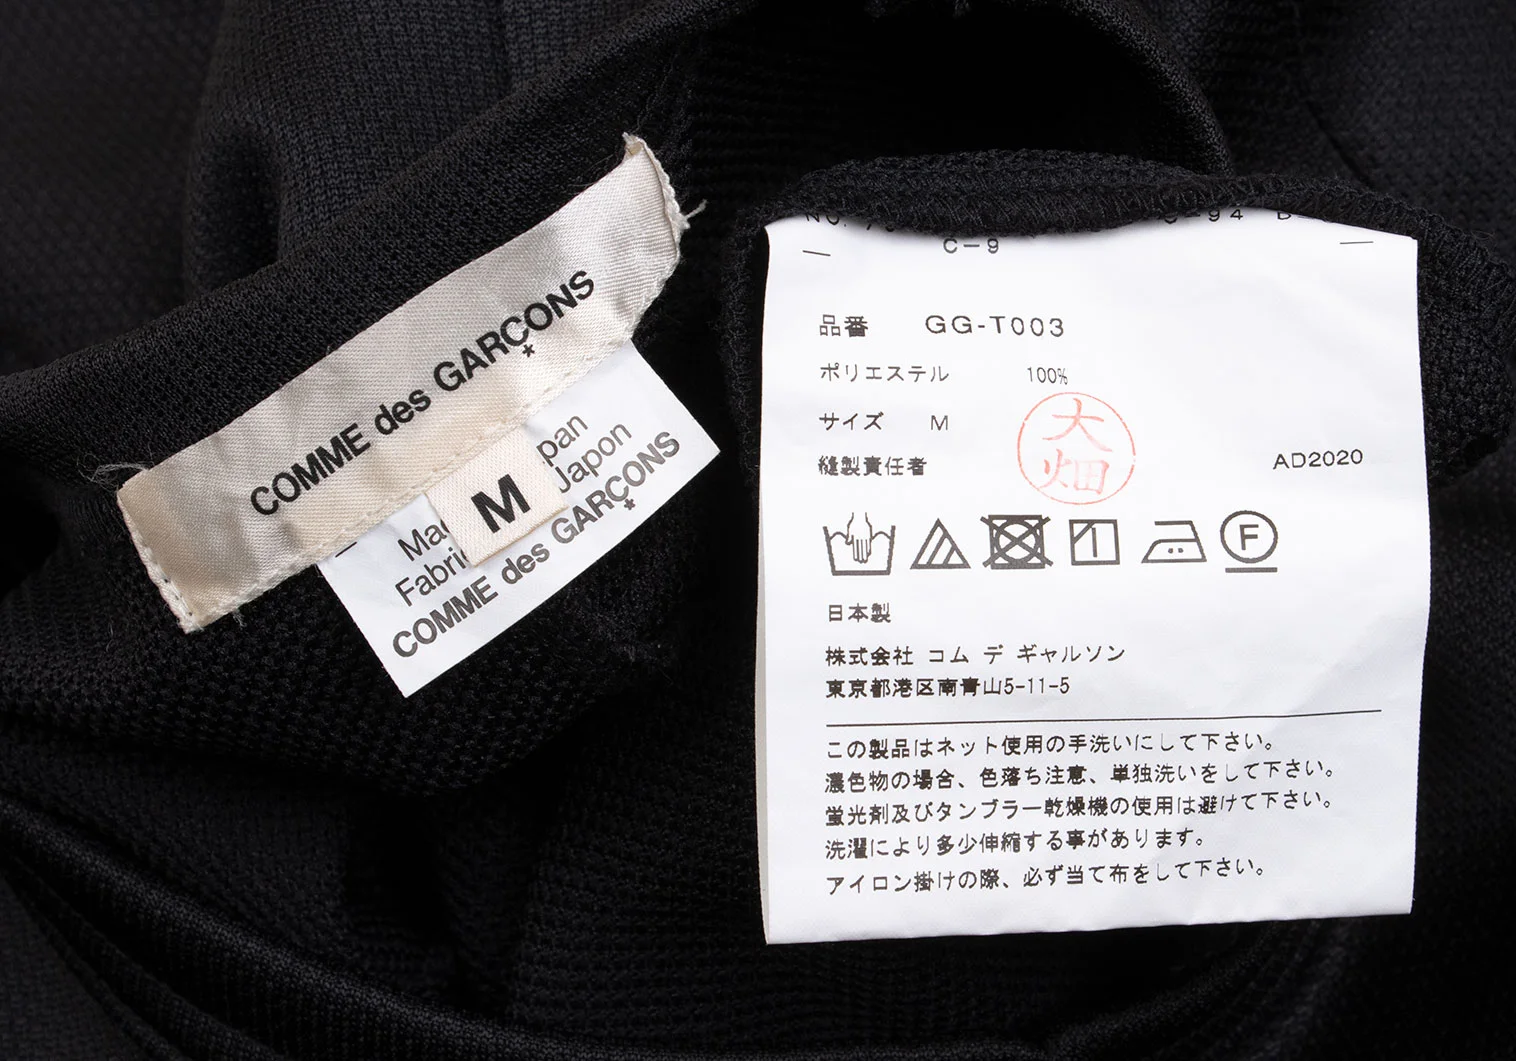 COMME des GARÇONS
*
M
pan
Japon
COMME des GARÇONS
*
C-9
品番 GG-T003
ポリエステル 100%
サイズ M
縫製責任者
大畑
AD2020
F
日本製
株式会社 コム デ ギャルソン
東京都港区南青山5-11-5
この製品はネット使用の手洗いにして下さい。
濃色物の場合、色落ち注意、単独洗いをして下さい。
蛍光剤及びタンブラー乾燥機の使用は避けて下さい。
洗濯により多少伸縮する事があります。
アイロン掛けの際、必ず当て布をして下さい。